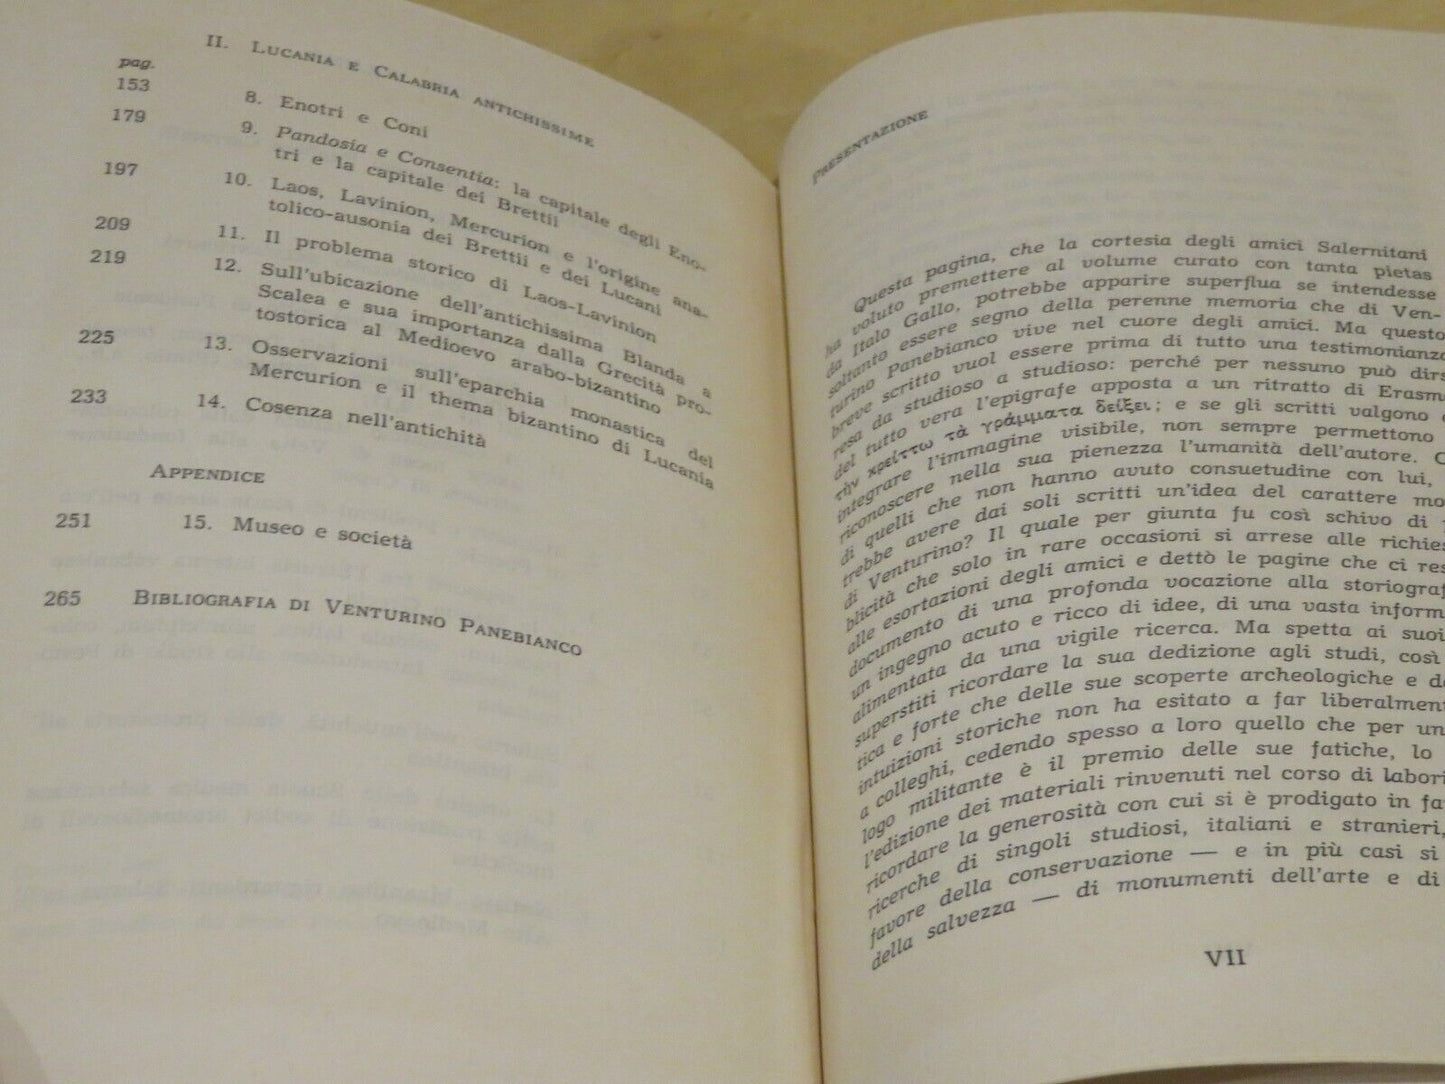 II. LUCANIA E CALABRIA ANTICHISSIME
pag.
153 8. Enotri e Coni
179 9. Pandosia e Consentia: la capitale degli Eno-
tri e la capitale dei Brettii
197 10. Laos, Lavinion, Mercurion e l'origine ana-
tolico-ausonia dei Brettii e dei Lucani
209 11. Il problema storico di Laos-Lavinion
219 12. Sull'ubicazione dell'antichissima Blanda a
Scalea e sua importanza dalla Grecità pro-
tostorica al Medioevo arabo-bizantino
225 13. Osservazioni sull'eparchia monastica del
Mercurion e il thema bizantino di Lucania
233 14. Cosenza nell'antichità
APPENDICE
251 15. Museo e società
265 BIBLIOGRAFIA DI VENTURINO PANEBIANCO
PRESENTAZIONE
Questa pagina, che la cortesia degli amici Salernitani
ha voluto premettere al volume curato con tanta pietas
da Italo Gallo, potrebbe apparire superflua se intendesse
soltanto essere segno della perenne memoria che di Ven-
turino Panebianco vive nel cuore degli amici. Ma questo
breve scritto vuol essere prima di tutto una testimonianza
resa da studioso a studioso: perché per nessuno può dirs
del tutto vera l'epigrafe apposta a un ritratto di Erasm
τὴν κρείττω τὰ γράμματα δείξει; e se gli scritti valgono
integrare l'immagine visibile, non sempre permettono
riconoscere nella sua pienezza l'umanità dell'autore. C
di quelli che non hanno avuto consuetudine con lui,
trebbe avere dai soli scritti un'idea del carattere mo
di Venturino? Il quale per giunta fu così schivo di
blicità che solo in rare occasioni si arrese alle richies
alle esortazioni degli amici e dettò le pagine che ci res
documento di una profonda vocazione alla storiograf
un ingegno acuto e ricco di idee, di una vasta inform
alimentata da una vigile ricerca. Ma spetta ai suoi
superstiti ricordare la sua dedizione agli studi, così
tica e forte che delle sue scoperte archeologiche e d
intuizioni storiche non ha esitato a far liberalment
a colleghi, cedendo spesso a loro quello che per un
logo militante è il premio delle sue fatiche, lo
l'edizione dei materiali rinvenuti nel corso di labori
ricordare la generosità con cui si è prodigato in fa
ricerche di singoli studiosi, italiani e stranieri,
favore della conservazione — e in più casi si
della salvezza — di monumenti dell'arte e di
VII